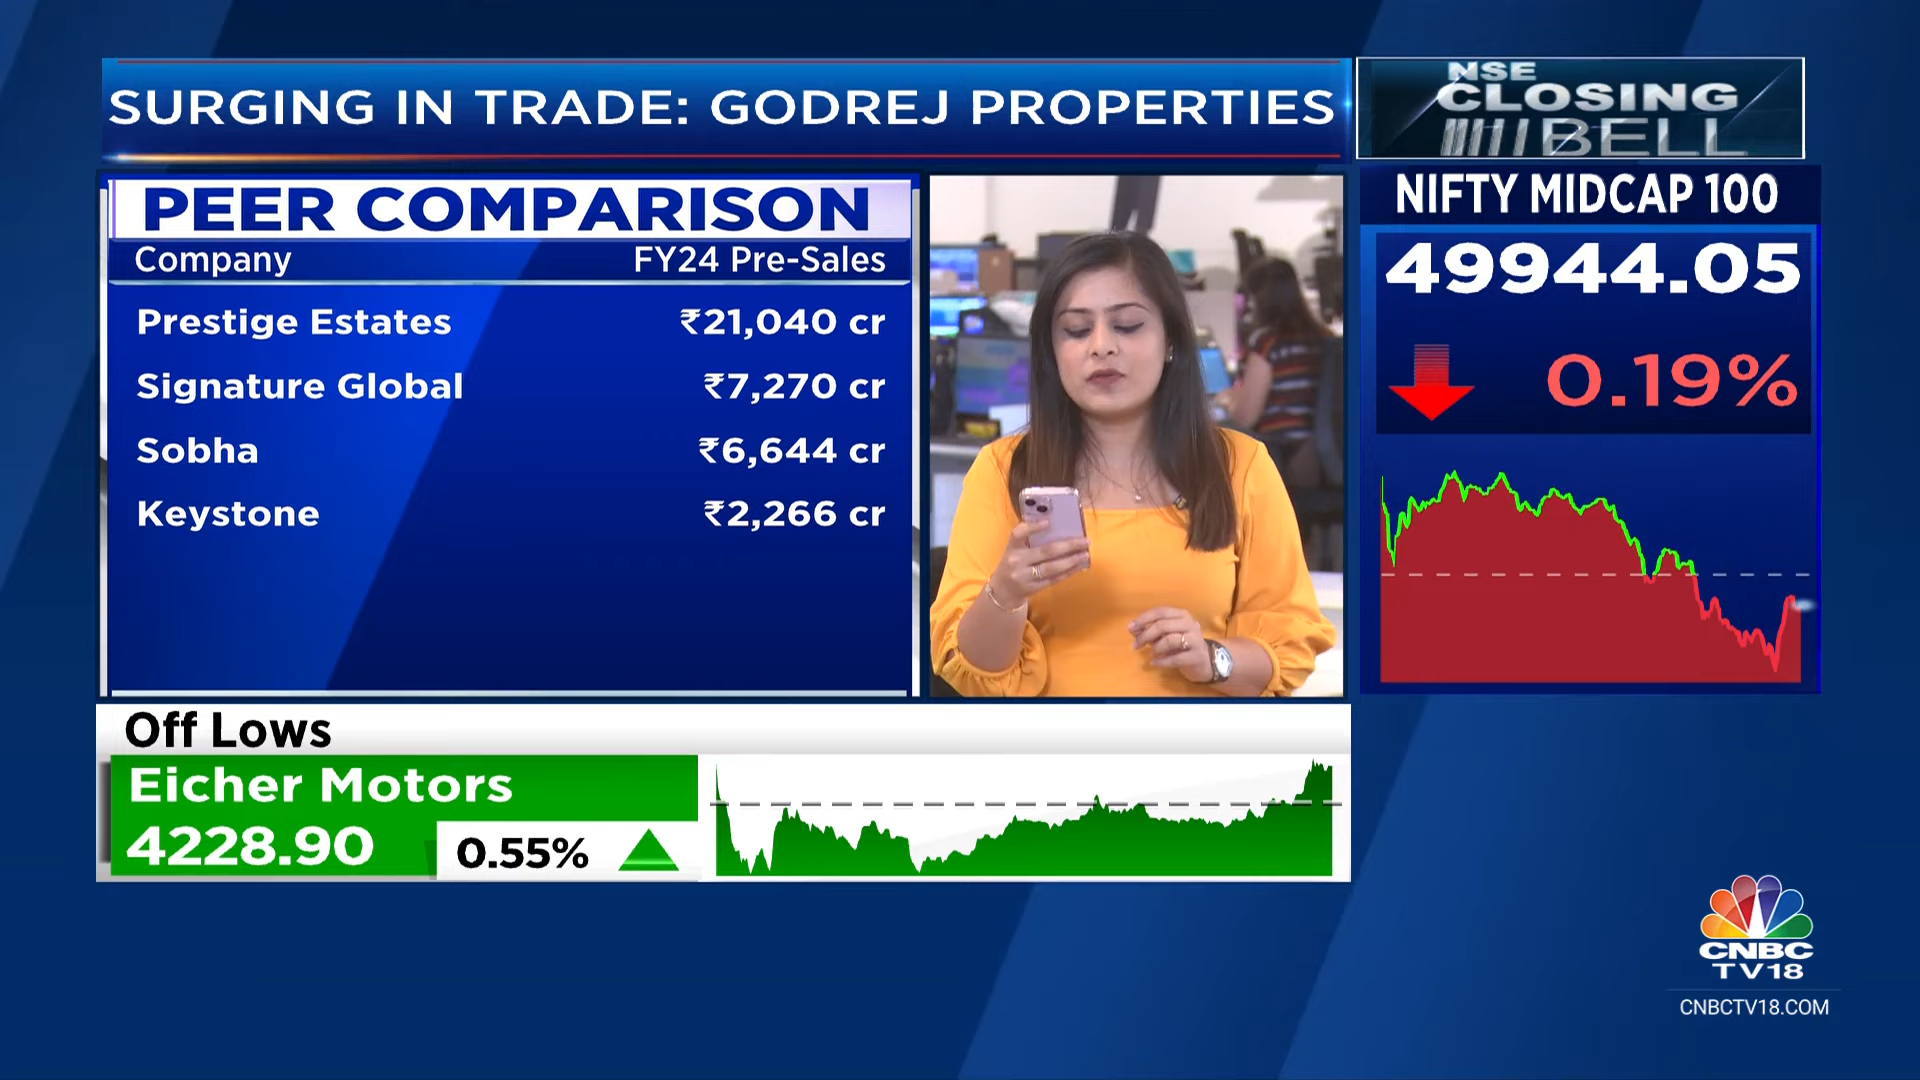 SURGING IN TRADE: GODREJ PROPERTIES
NSE
CLOSING
BELL
PEER COMPARISON
Company FY24 Pre-Sales
Prestige Estates ₹21,040 cr
Signature Global ₹7,270 cr
Sobha ₹6,644 cr
Keystone ₹2,266 cr
NIFTY MIDCAP 100
49944.05
0.19%
Off Lows
Eicher Motors
4228.90
0.55%
CNBC
TV18
CNBCTV18.COM